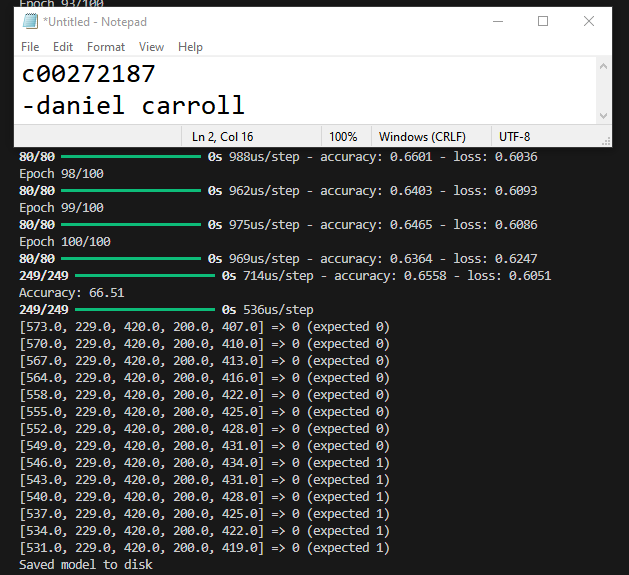 Epoch 93/100
*Untitled - Notepad
File Edit Format View Help
c00272187
-daniel carroll
Ln 2, Col 16 100% Windows (CRLF) UTF-8
80/80 0s 988us/step - accuracy: 0.6601 - loss: 0.6036
Epoch 98/100
80/80 0s 962us/step - accuracy: 0.6403 - loss: 0.6093
Epoch 99/100
80/80 0s 975us/step - accuracy: 0.6465 - loss: 0.6086
Epoch 100/100
80/80 0s 969us/step - accuracy: 0.6364 - loss: 0.6247
249/249 0s 714us/step - accuracy: 0.6558 - loss: 0.6051
Accuracy: 66.51
249/249 0s 536us/step
[573.0, 229.0, 420.0, 200.0, 407.0] => 0 (expected 0)
[570.0, 229.0, 420.0, 200.0, 410.0] => 0 (expected 0)
[567.0, 229.0, 420.0, 200.0, 413.0] => 0 (expected 0)
[564.0, 229.0, 420.0, 200.0, 416.0] => 0 (expected 0)
[558.0, 229.0, 420.0, 200.0, 422.0] => 0 (expected 0)
[555.0, 229.0, 420.0, 200.0, 425.0] => 0 (expected 0)
[552.0, 229.0, 420.0, 200.0, 428.0] => 0 (expected 0)
[549.0, 229.0, 420.0, 200.0, 431.0] => 0 (expected 0)
[546.0, 229.0, 420.0, 200.0, 434.0] => 0 (expected 1)
[543.0, 229.0, 420.0, 200.0, 431.0] => 0 (expected 1)
[540.0, 229.0, 420.0, 200.0, 428.0] => 0 (expected 1)
[537.0, 229.0, 420.0, 200.0, 425.0] => 0 (expected 1)
[534.0, 229.0, 420.0, 200.0, 422.0] => 0 (expected 1)
[531.0, 229.0, 420.0, 200.0, 419.0] => 0 (expected 1)
Saved model to disk